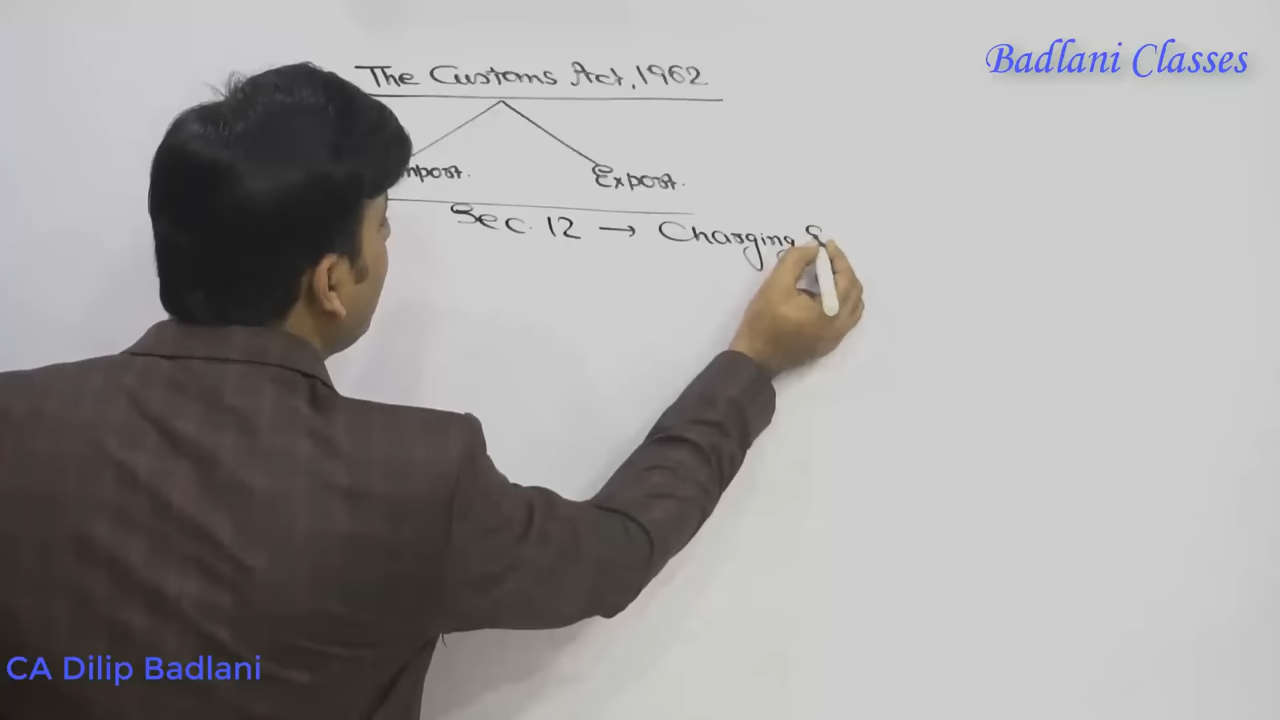 Badlani Classes
The Customs Act, 1962
Export.
Sec. 12 → Charging S
CA Dilip Badlani